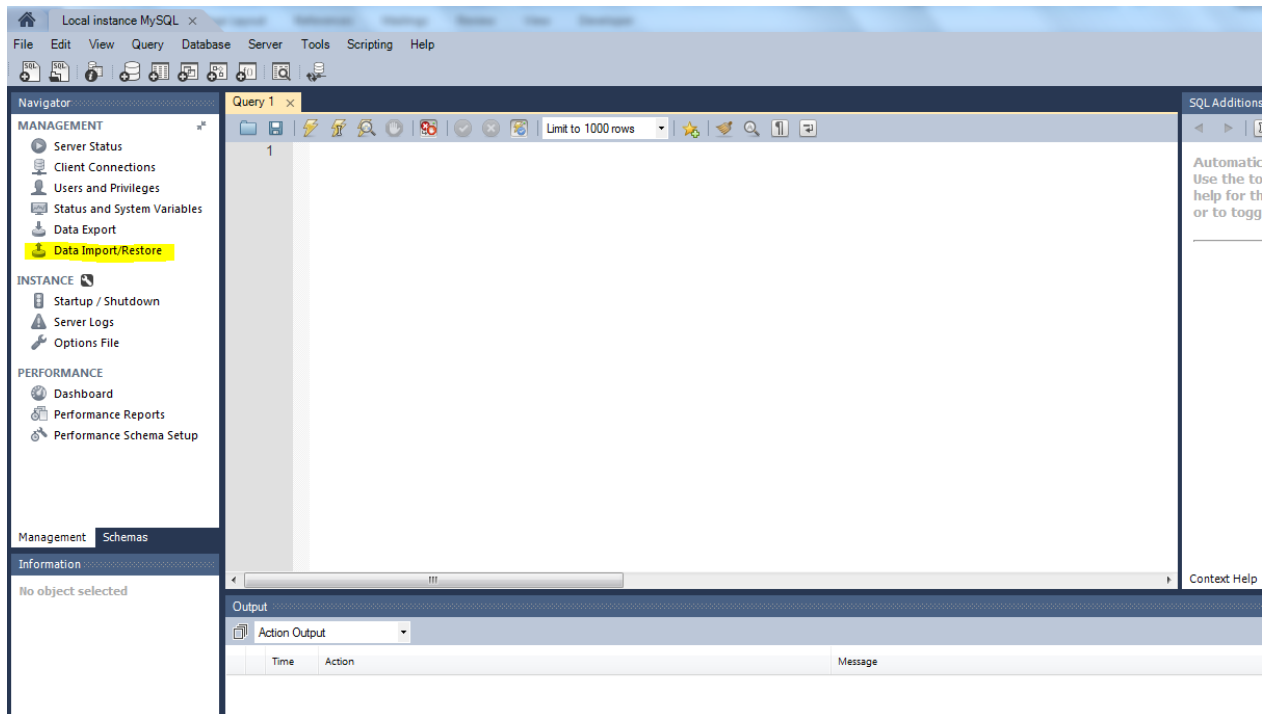 Local instance MySQL ×
File Edit View Query Database Server Tools Scripting Help
SQL SQL
Navigator
MANAGEMENT
Server Status
Client Connections
Users and Privileges
Status and System Variables
Data Export
Data Import/Restore
INSTANCE
Startup / Shutdown
Server Logs
Options File
PERFORMANCE
Dashboard
Performance Reports
Performance Schema Setup
Management Schemas
Information
No object selected
Query 1 ×
Limit to 1000 rows
1
Output
Action Output
Time Action Message
SQL Additions
Automatic
Use the to
help for th
or to togg
Context Help